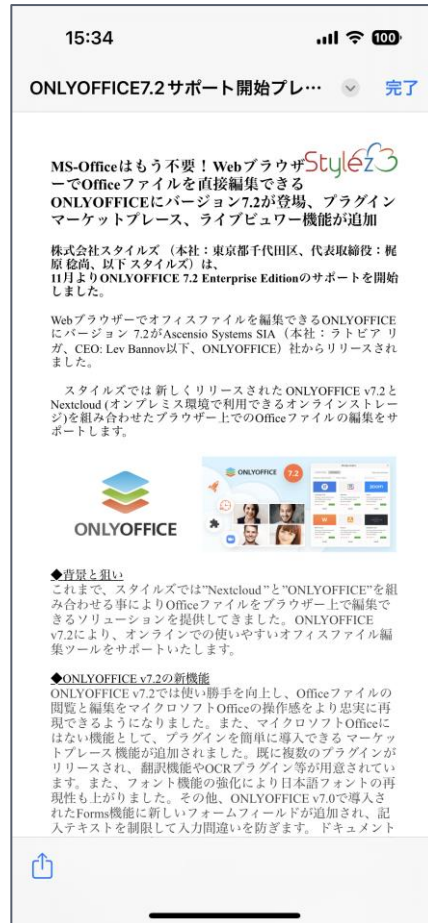 15:34
100
ONLYOFFICE7.2サポート開始プレ…
完了
Stylez
MS-Officeはもう不要！Webブラウザ
ーでOfficeファイルを直接編集できる
ONLYOFFICEにバージョン7.2が登場、プラグイン
マーケットプレース、ライブビュワー機能が追加
株式会社スタイルズ（本社：東京都千代田区、代表取締役：梶
原 稔尚、以下 スタイルズ）は、
11月よりONLYOFFICE 7.2 Enterprise Editionのサポートを開始
しました。
Webブラウザーでオフィスファイルを編集できるONLYOFFICE
にバージョン 7.2がAscensio Systems SIA（本社：ラトビア リ
ガ、CEO: Lev Bannov以下、ONLYOFFICE）社からリリースされ
ました。
スタイルズでは 新しくリリースされた ONLYOFFICE v7.2と
Nextcloud (オンプレミス環境で利用できるオンラインストレー
ジ)を組み合わせたブラウザー上でのOfficeファイルの編集をサ
ポートします。
ONLYOFFICE 7.2
zoom
ONLYOFFICE
◆背景と狙い
これまで、スタイルズでは"Nextcloud "と"ONLYOFFICE"を組
み合わせる事によりOfficeファイルをブラウザー上で編集で
きるソリューションを提供してきました。ONLYOFFICE
v7.2により、オンラインでの使いやすいオフィスファイル編
集ツールをサポートいたします。
◆ONLYOFFICE v7.2の新機能
ONLYOFFICE v7.2では使い勝手を向上し、Officeファイルの
閲覧と編集をマイクロソフトOfficeの操作感をより忠実に再
現できるようになりました。また、マイクロソフトOfficeに
はない機能として、プラグインを簡単に導入できる マーケッ
トプレース 機能が追加されました。既に複数のプラグインが
リリースされ、翻訳機能やOCRプラグイン等が用意されてい
ます。また、フォント機能の強化により日本語フォントの再
現性も上がりました。その他、ONLYOFFICE v7.0で導入さ
れたForms機能に新しいフォームフィールドが追加され、記
入テキストを制限して入力間違いを防ぎます。ドキュメント